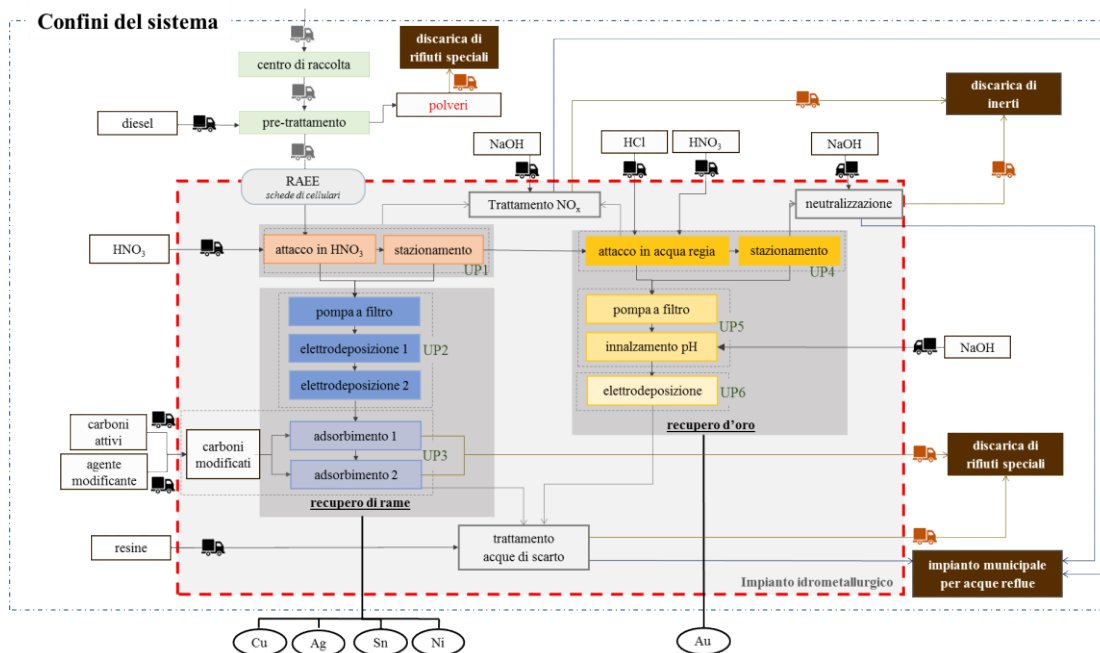 Confini del sistema
discarica di
rifiuti speciali
centro di raccolta
polveri
discarica di
inerti
diesel
pre-trattamento
NaOH
HCl
HNO₃
NaOH
RAEE
schede di cellulari
Trattamento NOₓ
neutralizzazione
HNO₃
attacco in HNO₃
stazionamento
UP1
attacco in acqua regia
stazionamento
UP4
pompa a filtro
elettrodeposizione 1
UP2
elettrodeposizione 2
pompa a filtro
UP5
innalzamento pH
NaOH
elettrodeposizione
UP6
recupero d'oro
carboni
attivi
agente
modificante
carboni
modificati
adsorbimento 1
UP3
adsorbimento 2
recupero di rame
discarica di
rifiuti speciali
resine
trattamento
acque di scarto
impianto municipale
per acque reflue
Impianto idrometallurgico
Cu
Ag
Sn
Ni
Au